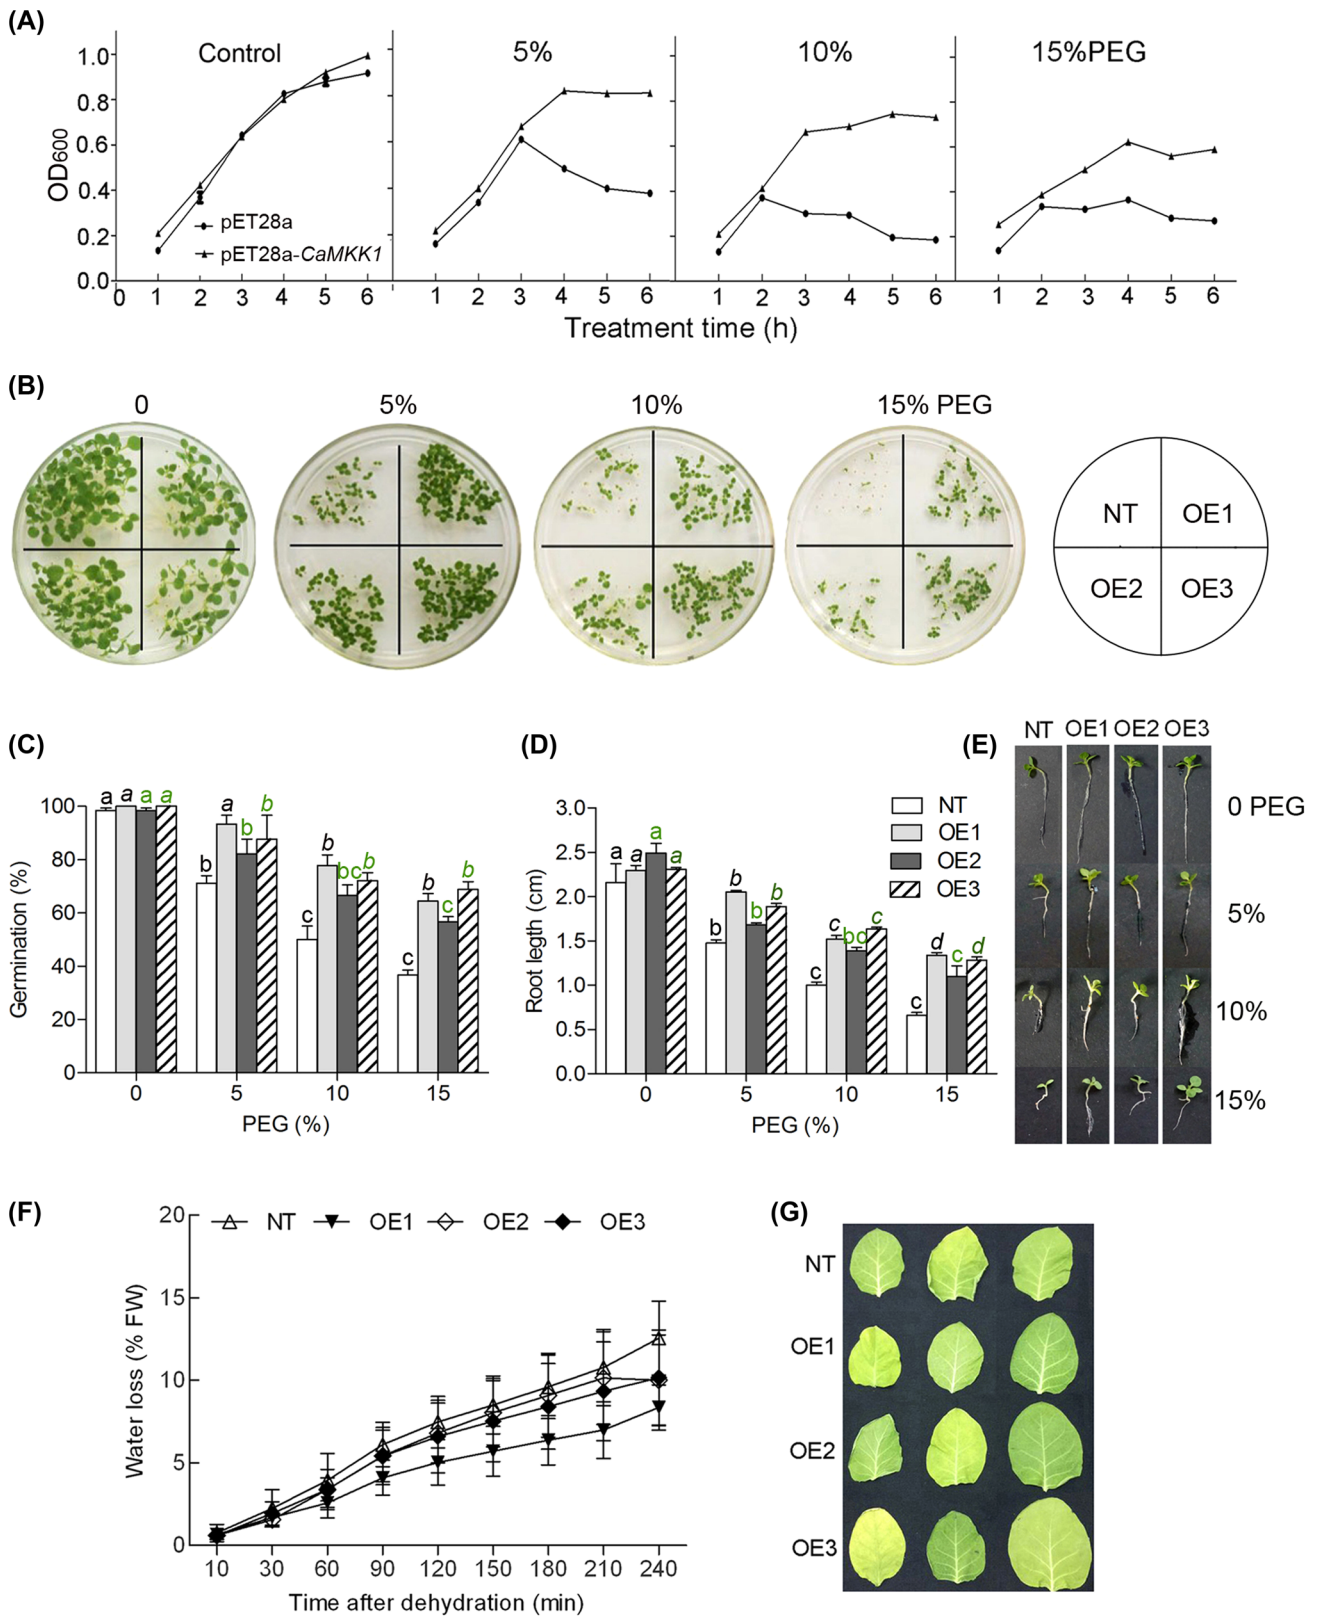 (A)
Control 5% 10% 15%PEG
OD600
1.0
0.8
0.6
0.4
0.2
0.0
pET28a
pET28a-CaMKK1
0 1 2 3 4 5 6 1 2 3 4 5 6 1 2 3 4 5 6 1 2 3 4 5 6
Treatment time (h)
(B)
0 5% 10% 15% PEG
NT OE1
OE2 OE3
(C)
Germination (%)
100
80
60
40
20
0
a a a a
b a b b
c b bc b
c b c b
0 5 10 15
PEG (%)
(D)
Root legth (cm)
3.0
2.5
2.0
1.5
1.0
0.5
0.0
a a a a
b b b b
c c bc c
c d c d
NT
OE1
OE2
OE3
0 5 10 15
PEG (%)
(E)
NT OE1 OE2 OE3
0 PEG
5%
10%
15%
(F)
NT OE1 OE2 OE3
Water loss (% FW)
20
15
10
5
0
10 30 60 90 120 150 180 210 240
Time after dehydration (min)
(G)
NT
OE1
OE2
OE3